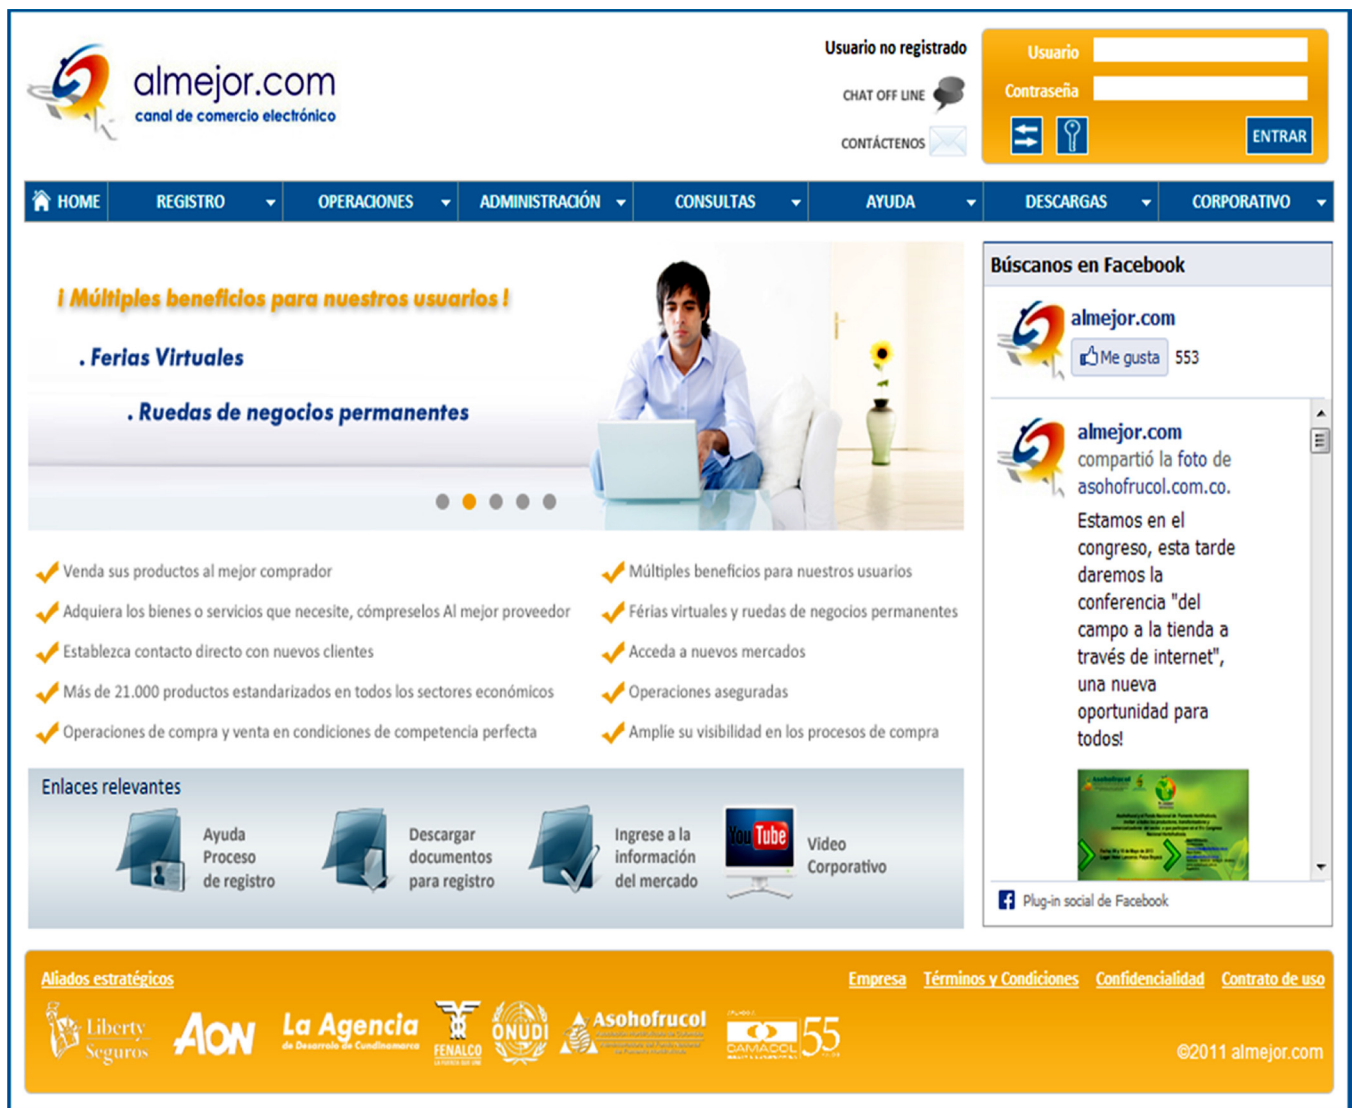 almejor.com
canal de comercio electrónico
Usuario no registrado
CHAT OFF LINE
CONTÁCTENOS
Usuario
Contraseña
ENTRAR
HOME
REGISTRO
OPERACIONES
ADMINISTRACIÓN
CONSULTAS
AYUDA
DESCARGAS
CORPORATIVO
¡ Múltiples beneficios para nuestros usuarios !
. Ferias Virtuales
. Ruedas de negocios permanentes
Venda sus productos al mejor comprador
Adquiera los bienes o servicios que necesite, cómpreselos Al mejor proveedor
Establezca contacto directo con nuevos clientes
Más de 21.000 productos estandarizados en todos los sectores económicos
Operaciones de compra y venta en condiciones de competencia perfecta
Múltiples beneficios para nuestros usuarios
Férias virtuales y ruedas de negocios permanentes
Acceda a nuevos mercados
Operaciones aseguradas
Amplíe su visibilidad en los procesos de compra
Enlaces relevantes
Ayuda
Proceso
de registro
Descargar
documentos
para registro
Ingrese a la
información
del mercado
You Tube
Video
Corporativo
Búscanos en Facebook
almejor.com
Me gusta 553
almejor.com
compartió la foto de
asohofrucol.com.co.
Estamos en el
congreso, esta tarde
daremos la
conferencia "del
campo a la tienda a
través de internet",
una nueva
oportunidad para
todos!
Asohofrucol
Plug-in social de Facebook
Aliados estratégicos
Empresa
Términos y Condiciones
Confidencialidad
Contrato de uso
Liberty
Seguros
AON
La Agencia
de Desarrollo de Cundinamarca
FENALCO
LA FUERZA QUE UNE
ONUDI
Asohofrucol
CAMACOL
55
©2011 almejor.com